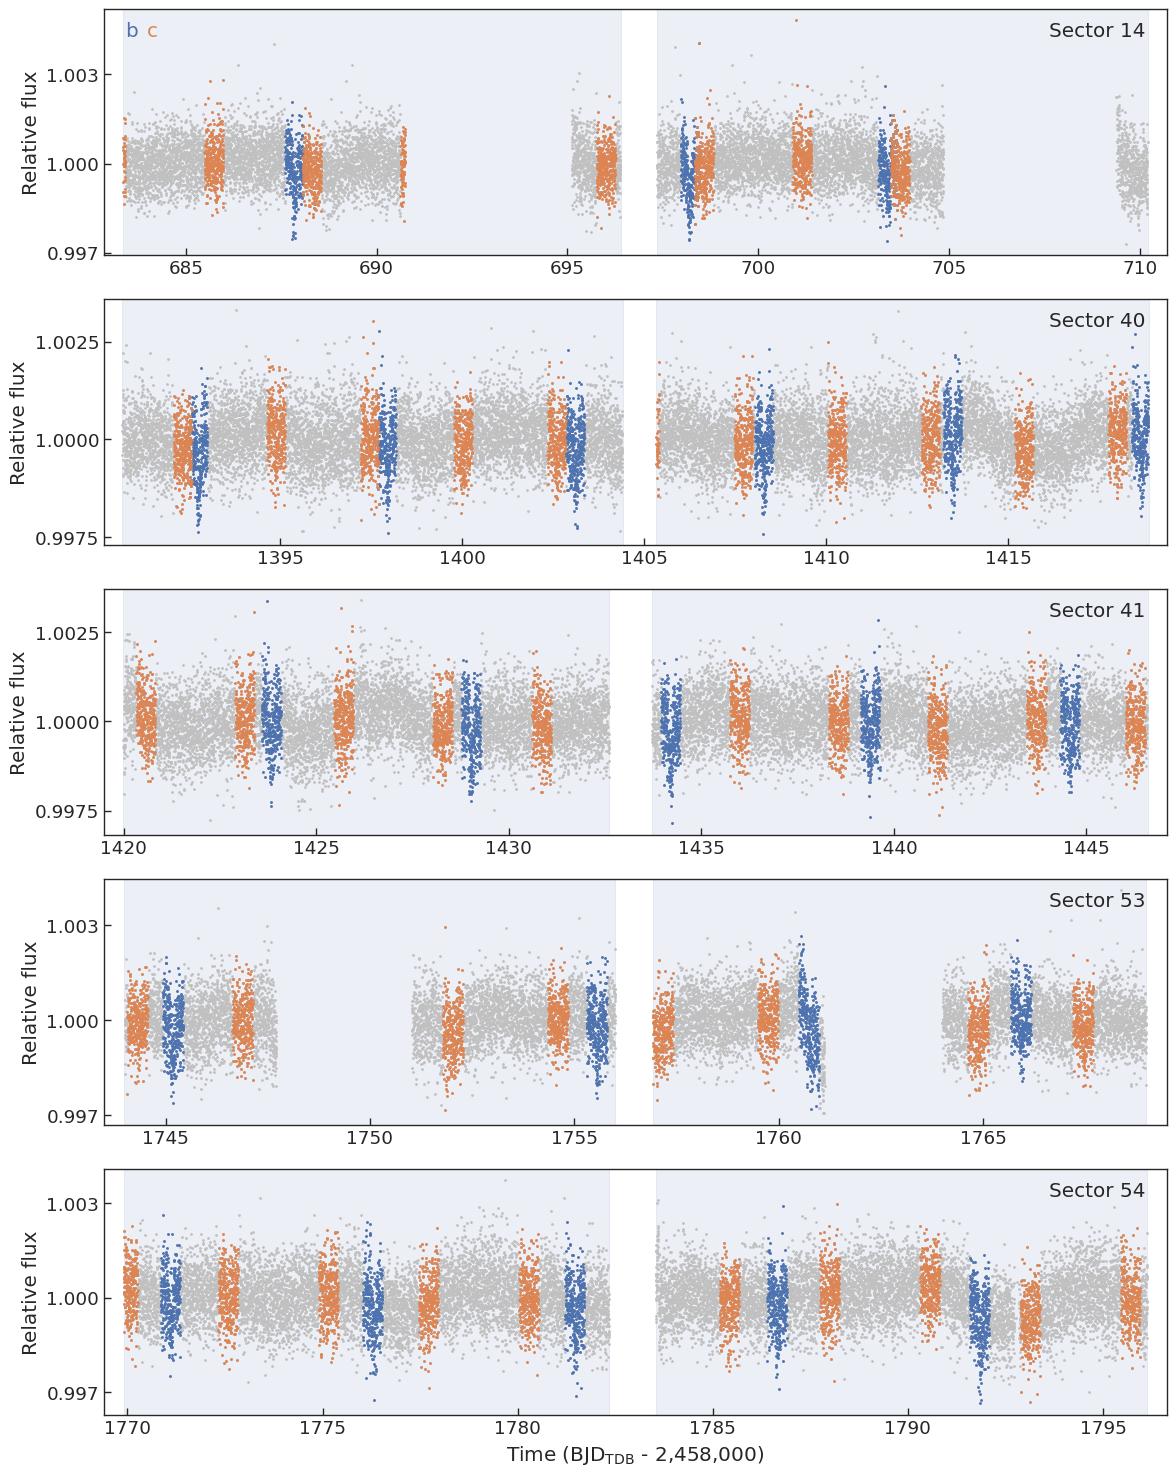 b c
Sector 14
Relative flux
1.003
1.000
0.997
685 690 695 700 705 710
Sector 40
Relative flux
1.0025
1.0000
0.9975
1395 1400 1405 1410 1415
Sector 41
Relative flux
1.0025
1.0000
0.9975
1420 1425 1430 1435 1440 1445
Sector 53
Relative flux
1.003
1.000
0.997
1745 1750 1755 1760 1765
Sector 54
Relative flux
1.003
1.000
0.997
1770 1775 1780 1785 1790 1795
Time (BJD_TDB - 2,458,000)